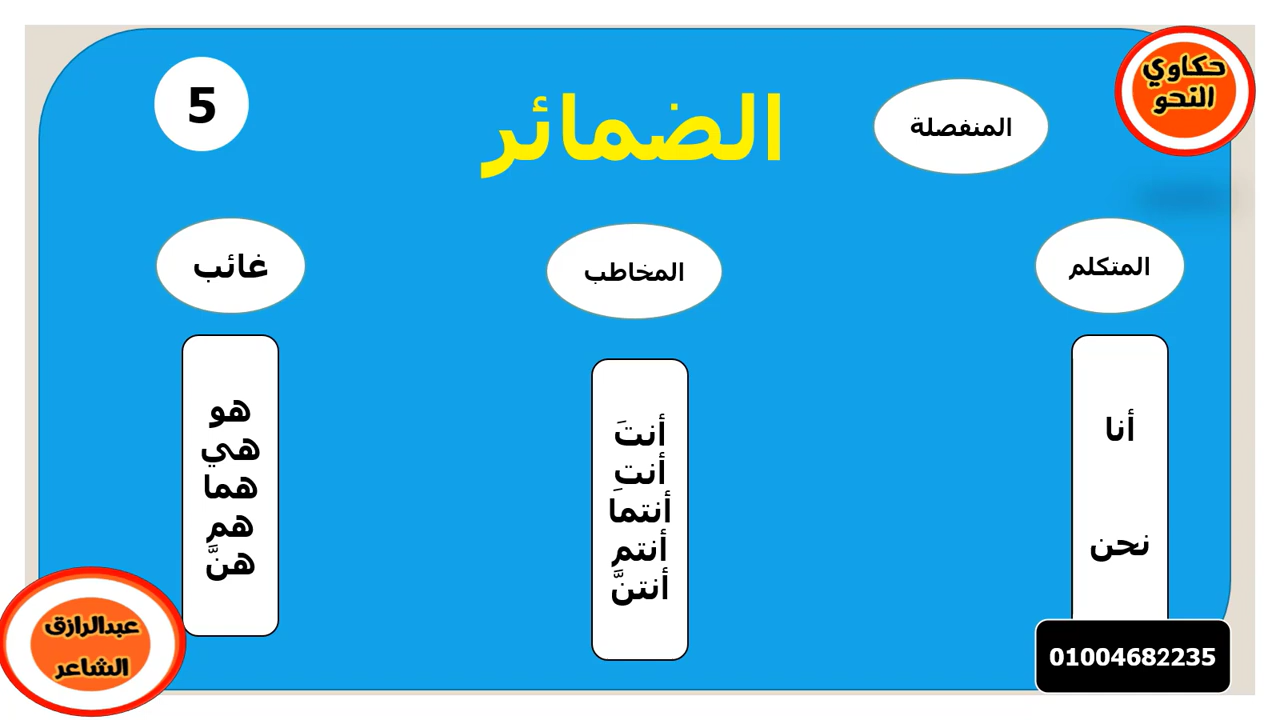 حكاوي
النحو
المنفصلة
الضمائر
5
المتكلم
أنا
نحن
المخاطب
أنتَ
أنتِ
أنتما
أنتم
أنتنَّ
غائب
هو
هي
هما
هم
هنَّ
عبدالرازق
الشاعر
01004682235